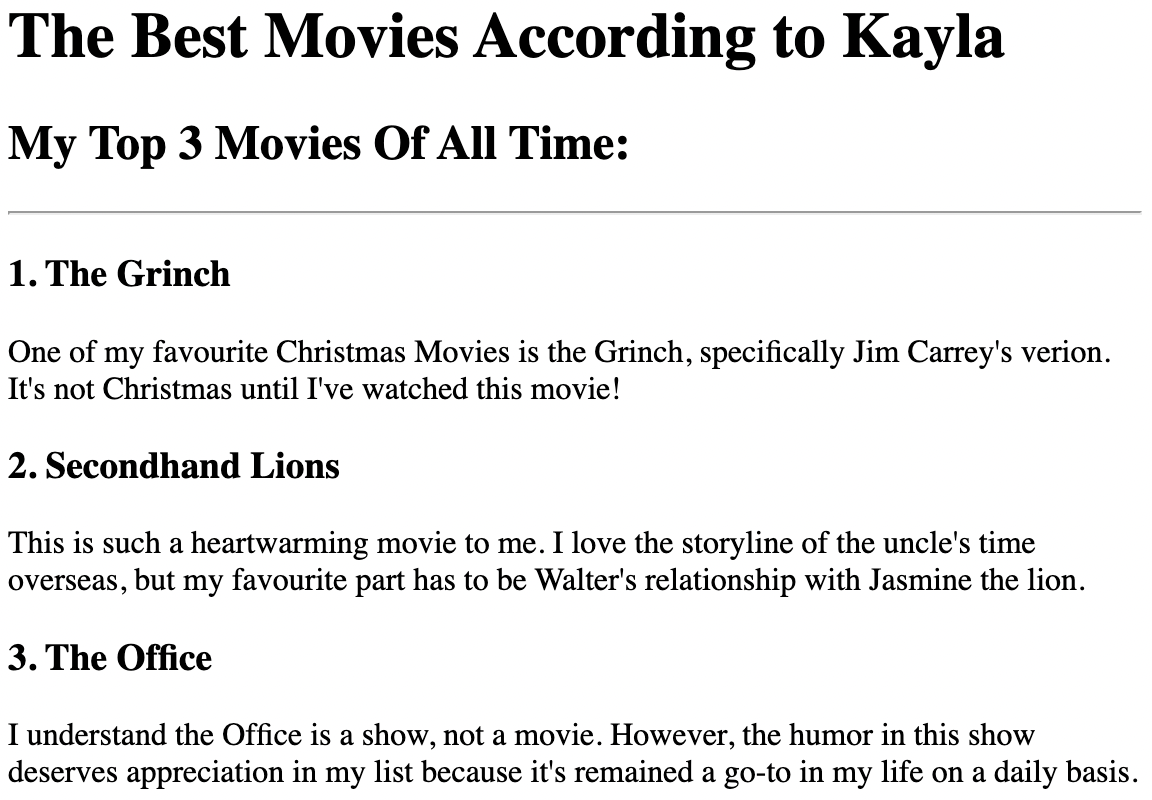 The Best Movies According to Kayla
My Top 3 Movies Of All Time:
1. The Grinch
One of my favourite Christmas Movies is the Grinch, specifically Jim Carrey's verion.
It's not Christmas until I've watched this movie!
2. Secondhand Lions
This is such a heartwarming movie to me. I love the storyline of the uncle's time
overseas, but my favourite part has to be Walter's relationship with Jasmine the lion.
3. The Office
I understand the Office is a show, not a movie. However, the humor in this show
deserves appreciation in my list because it's remained a go-to in my life on a daily basis.